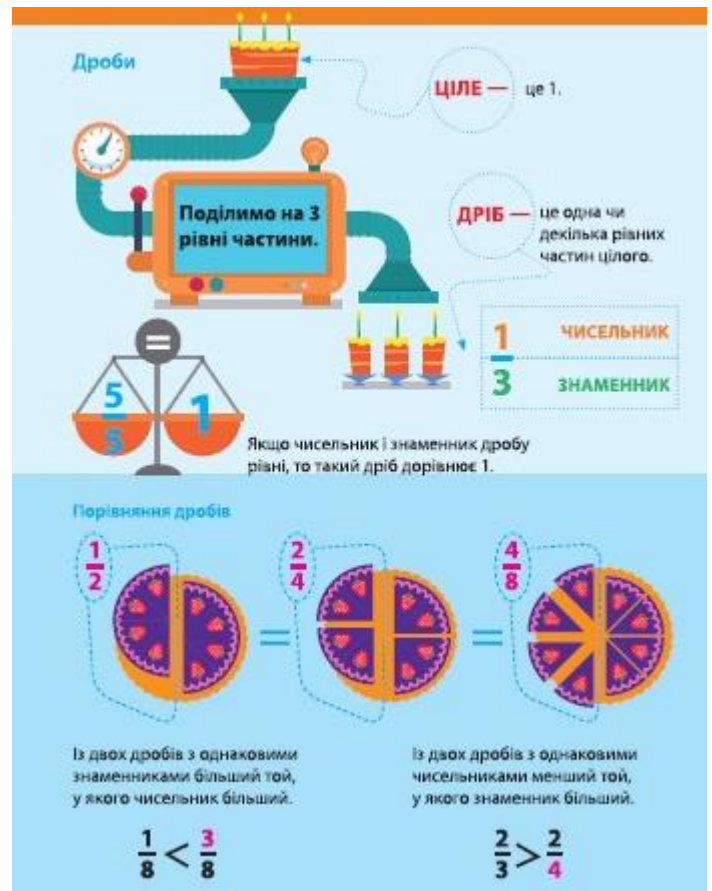 Дроби
ЦІЛЕ — це 1.
Поділимо на 3
рівні частини.
ДРІБ — це одна чи
декілька рівних
частин цілого.
1 ЧИСЕЛЬНИК
3 ЗНАМЕННИК
=
5
5
1
Якщо чисельник і знаменник дробу
рівні, то такий дріб дорівнює 1.
Порівняння дробів
1/2 = 2/4 = 4/8
Із двох дробів з однаковими
знаменниками більший той,
у якого чисельник більший.
1/8 < 3/8
Із двох дробів з однаковими
чисельниками менший той,
у якого знаменник більший.
2/3 > 2/4